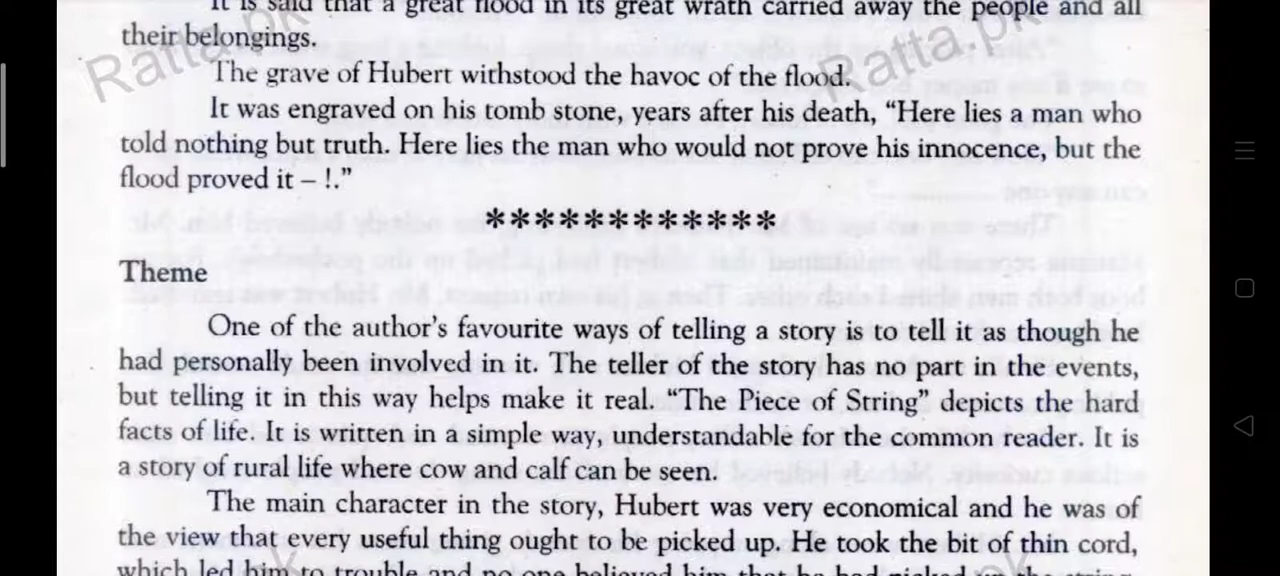 It is said that a great flood in its great wrath carried away the people and all
their belongings.
The grave of Hubert withstood the havoc of the flood.
It was engraved on his tomb stone, years after his death, “Here lies a man who
told nothing but truth. Here lies the man who would not prove his innocence, but the
flood proved it – !.”
************
Theme
One of the author’s favourite ways of telling a story is to tell it as though he
had personally been involved in it. The teller of the story has no part in the events,
but telling it in this way helps make it real. “The Piece of String” depicts the hard
facts of life. It is written in a simple way, understandable for the common reader. It is
a story of rural life where cow and calf can be seen.
The main character in the story, Hubert was very economical and he was of
the view that every useful thing ought to be picked up. He took the bit of thin cord,
which led him to trouble and no one believed him that he had picked up the string
Ratta.pk
Ratta.pk